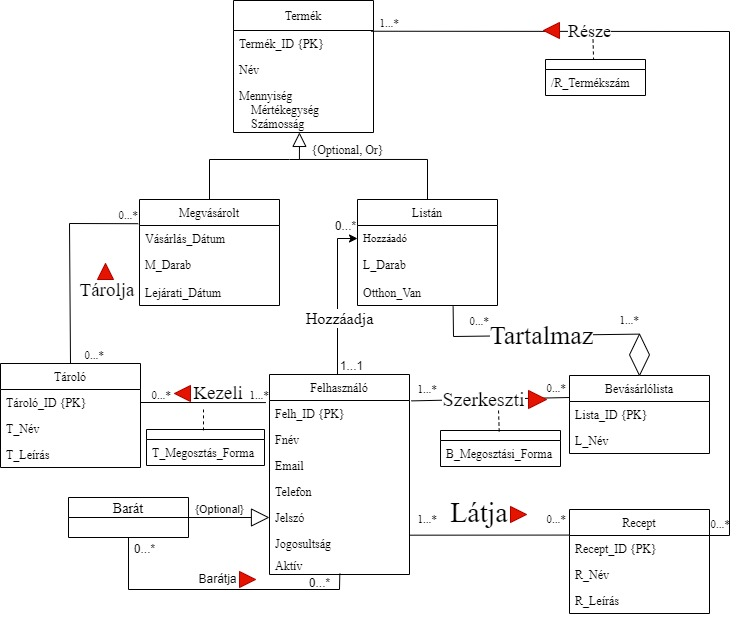 Termék
Termék_ID {PK}
Név
Mennyiség
Mértékegység
Számosság
1...*
Része
/R_Termékszám
{Optional, Or}
0...*
Megvásárolt
Vásárlás_Dátum
M_Darab
Lejárati_Dátum
0...*
Listán
Hozzáadó
L_Darab
Otthon_Van
Tárolja
Hozzáadja
0...*
1...*
Tartalmaz
0...*
1...1
Tároló
Tároló_ID {PK}
T_Név
T_Leírás
0...*
Kezeli
1...*
T_Megosztás_Forma
Felhasználó
Felh_ID {PK}
Fnév
Email
Telefon
Jelszó
Jogosultság
Aktív
1...*
Szerkeszti
0...*
B_Megosztási_Forma
Bevásárlólista
Lista_ID {PK}
L_Név
Barát
{Optional}
0...*
Barátja
0...*
1...*
Látja
0...*
Recept
0...*
Recept_ID {PK}
R_Név
R_Leírás